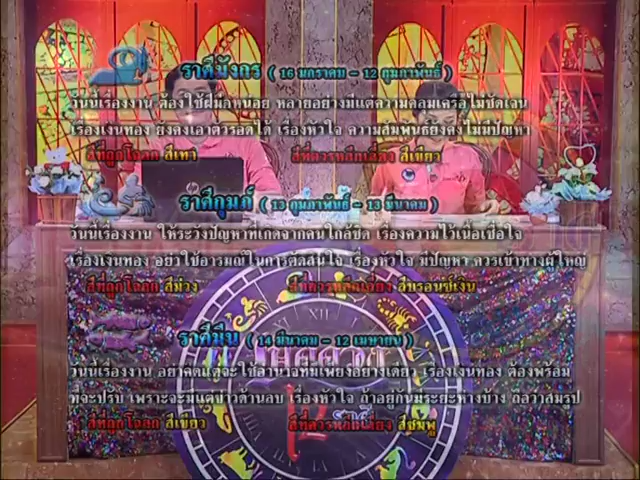 ราศีมังกร ( 16 มกราคม – 12 กุมภาพันธ์ )
วันนี้เรื่องงาน ต้องใช้ฝีมือหน่อย หลายอย่างมีแต่ความคลุมเครือไม่ชัดเจน
เรื่องเงินทอง ยังคงเอาตัวรอดได้ เรื่องหัวใจ ความสัมพันธ์ยังคงไม่มีปัญหา
สีที่ถูกโฉลก สีเทา สีที่ควรหลีกเลี่ยง สีเขียว
ราศีกุมภ์ ( 13 กุมภาพันธ์ – 13 มีนาคม )
วันนี้เรื่องงาน ให้ระวังปัญหาที่เกิดจากคนใกล้ชิด เรื่องความไว้เนื้อเชื่อใจ
เรื่องเงินทอง อย่าใช้อารมณ์ในการตัดสินใจ เรื่องหัวใจ มีปัญหา ควรเข้าทางผู้ใหญ่
สีที่ถูกโฉลก สีม่วง สีที่ควรหลีกเลี่ยง สีบรอนซ์เงิน
ราศีมีน ( 14 มีนาคม – 12 เมษายน )
วันนี้เรื่องงาน อย่าคิดแต่จะใช้อำนาจที่มีเพียงอย่างเดียว เรื่องเงินทอง ต้องพร้อม
ที่จะปรับ เพราะจะมีแต่ข่าวด้านลบ เรื่องหัวใจ ถ้าอยู่กันมีระยะห่างบ้าง ถือว่าสมรูป
สีที่ถูกโฉลก สีเขียว สีที่ควรหลีกเลี่ยง สีชมพู
12 ราศี